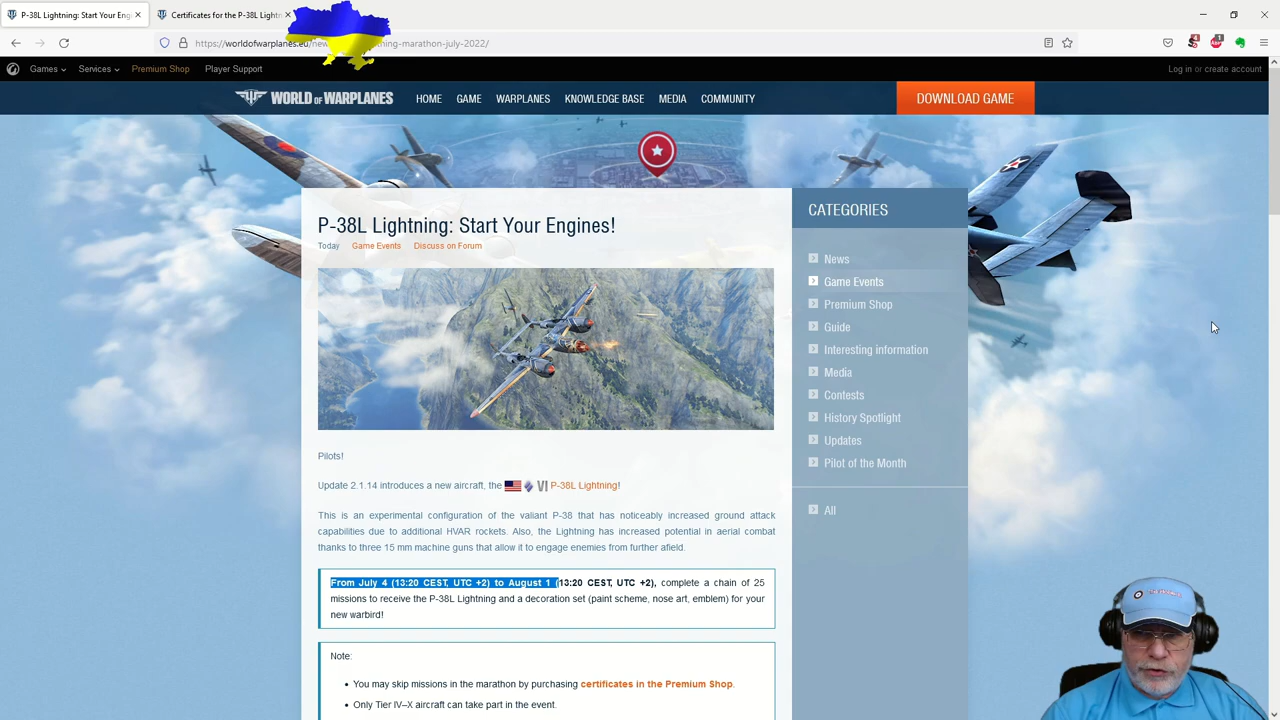 P-38L Lightning: Start Your Engi
Certificates for the P-38L Lightn
https://worldofwarplanes.eu/ne
thing-marathon-july-2022/
Games
Services
Premium Shop
Player Support
Log in or create account
WORLD OF WARPLANES
HOME
GAME
WARPLANES
KNOWLEDGE BASE
MEDIA
COMMUNITY
DOWNLOAD GAME
P-38L Lightning: Start Your Engines!
Today
Game Events
Discuss on Forum
Pilots!
Update 2.1.14 introduces a new aircraft, the VI P-38L Lightning!
This is an experimental configuration of the valiant P-38 that has noticeably increased ground attack
capabilities due to additional HVAR rockets. Also, the Lightning has increased potential in aerial combat
thanks to three 15 mm machine guns that allow it to engage enemies from further afield.
From July 4 (13:20 CEST, UTC +2) to August 1 (13:20 CEST, UTC +2), complete a chain of 25
missions to receive the P-38L Lightning and a decoration set (paint scheme, nose art, emblem) for your
new warbird!
Note:
• You may skip missions in the marathon by purchasing certificates in the Premium Shop.
• Only Tier IV–X aircraft can take part in the event.
CATEGORIES
News
Game Events
Premium Shop
Guide
Interesting information
Media
Contests
History Spotlight
Updates
Pilot of the Month
All